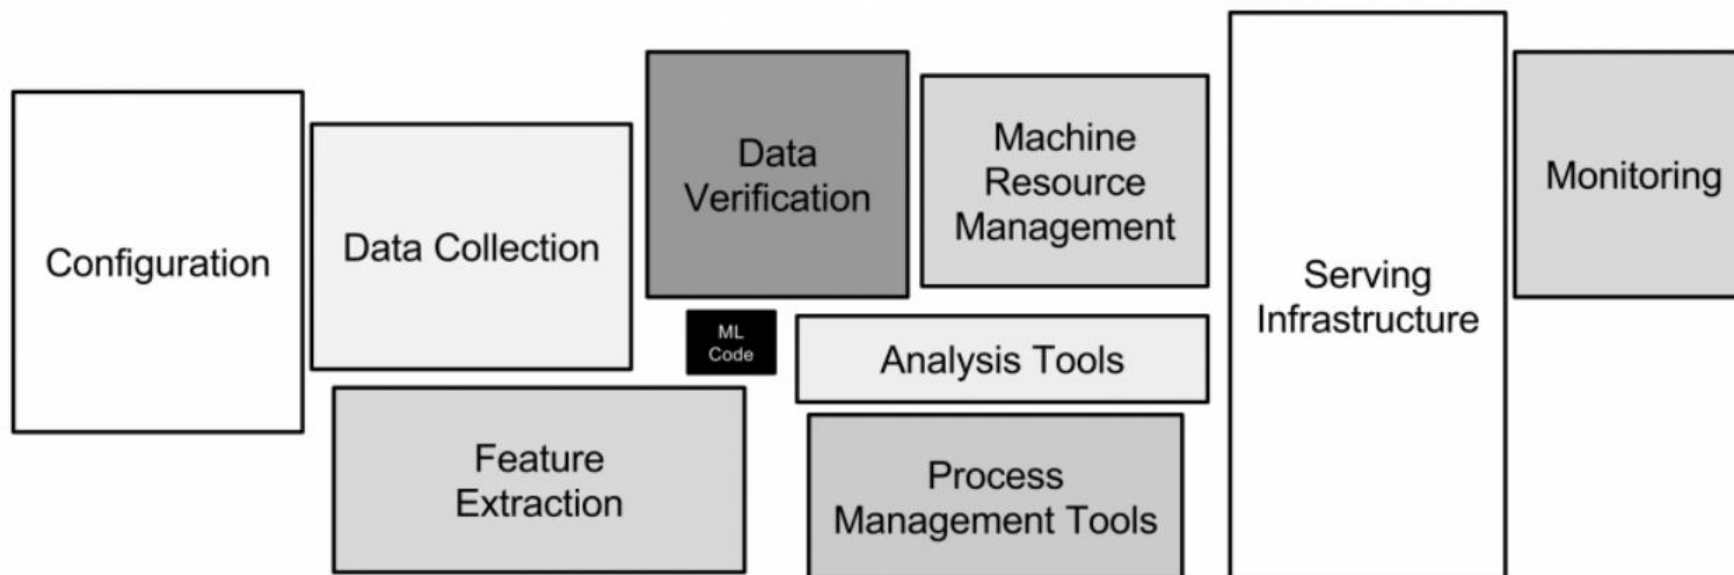 Configuration
Data Collection
Data
Verification
Machine
Resource
Management
Monitoring
Serving
Infrastructure
ML
Code
Analysis Tools
Feature
Extraction
Process
Management Tools